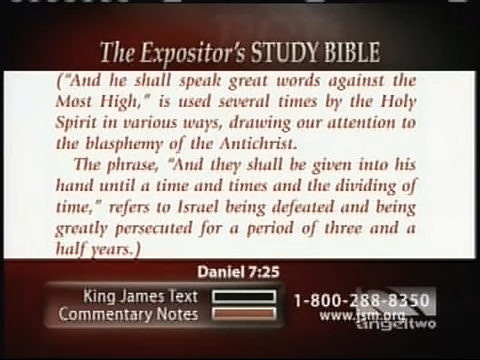 The Expositor's STUDY BIBLE
("And he shall speak great words against the
Most High," is used several times by the Holy
Spirit in various ways, drawing our attention to
the blasphemy of the Antichrist.
The phrase, "And they shall be given into his
hand until a time and times and the dividing of
time," refers to Israel being defeated and being
greatly persecuted for a period of three and a
half years.)
Daniel 7:25
King James Text
Commentary Notes
1-800-288-8350
www.jsm.org
angeltwo